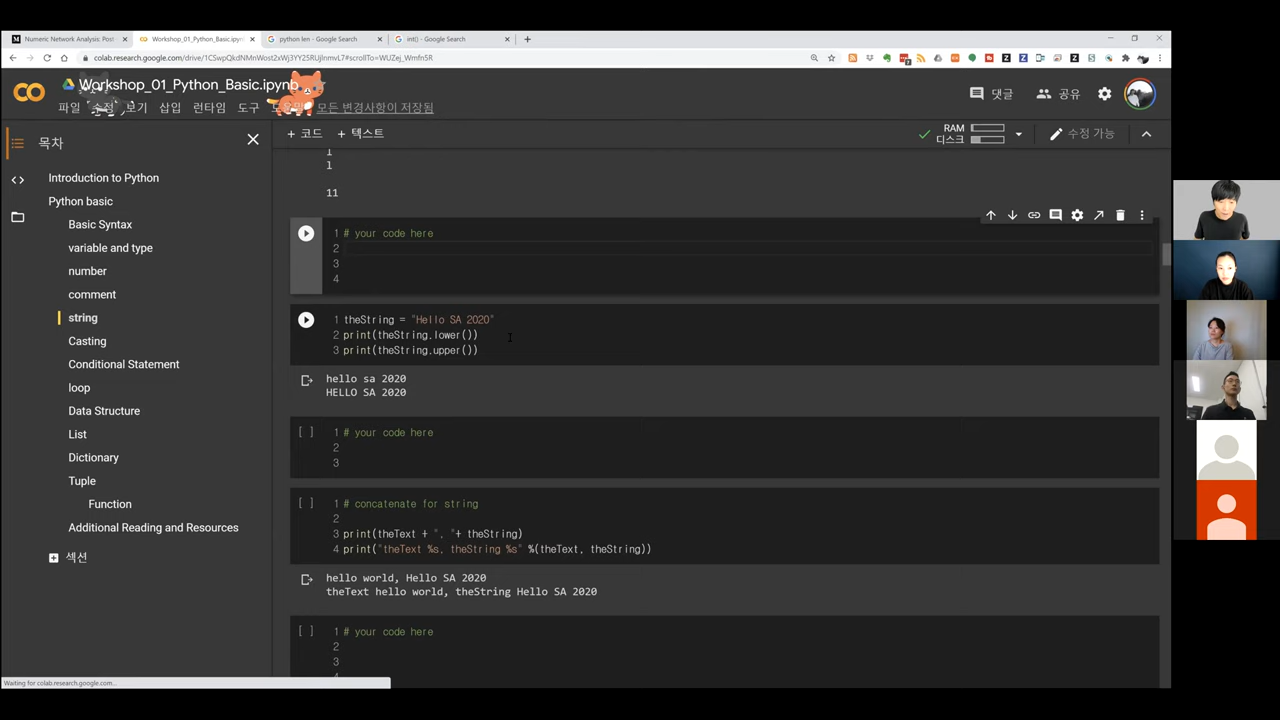 Numeric Network Analysis: Post
Workshop_01_Python_Basic.ipynb
python len - Google Search
int() - Google Search
colab.research.google.com/drive/1CSwpQkdNMnWost2xWj3YY25RUjlnmvL7#scrollTo=WUZej_Wmfn5R
Workshop_01_Python_Basic.ipynb
파일 수정 보기 삽입 런타임 도구 도움말 모든 변경사항이 저장됨
댓글 공유
+ 코드 + 텍스트
RAM
디스크
수정 가능
목차
Introduction to Python
Python basic
Basic Syntax
variable and type
number
comment
string
Casting
Conditional Statement
loop
Data Structure
List
Dictionary
Tuple
Function
Additional Reading and Resources
섹션
l
l
11
1 # your code here
2
3
4
1 theString = "Hello SA 2020"
2 print(theString.lower())
3 print(theString.upper())
hello sa 2020
HELLO SA 2020
[ ] 1 # your code here
2
3
[ ] 1 # concatenate for string
2
3 print(theText + ", "+ theString)
4 print("theText %s, theString %s" %(theText, theString))
hello world, Hello SA 2020
theText hello world, theString Hello SA 2020
[ ] 1 # your code here
2
3
Waiting for colab.research.google.com...